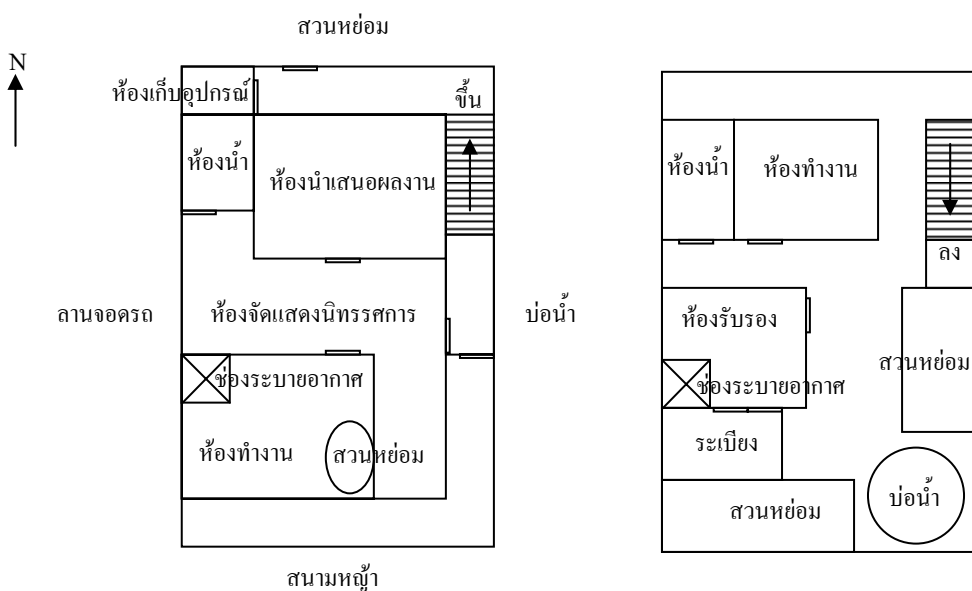 สวนหย่อม
N
ห้องเก็บอุปกรณ์
ขึ้น
ห้องน้ำ
ห้องนำเสนอผลงาน
ลานจอดรถ
ห้องจัดแสดงนิทรรศการ
บ่อน้ำ
ช่องระบายอากาศ
ห้องทำงาน
สวนหย่อม
สนามหญ้า
ห้องน้ำ
ห้องทำงาน
ลง
ห้องรับรอง
สวนหย่อม
ช่องระบายอากาศ
ระเบียง
สวนหย่อม
บ่อน้ำ